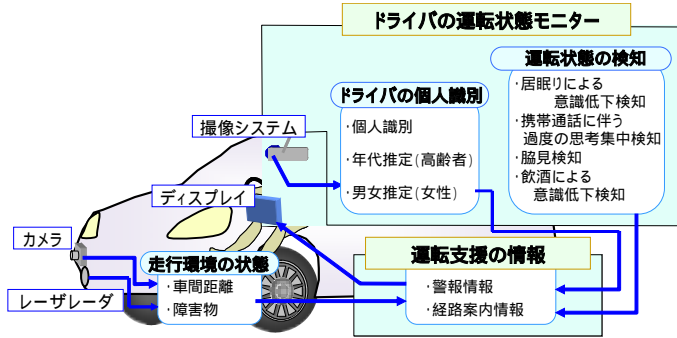 ドライバの運転状態モニター
運転状態の検知
・居眠りによる
意識低下検知
・携帯通話に伴う
過度の思考集中検知
・脇見検知
・飲酒による
意識低下検知
ドライバの個人識別
・個人識別
・年代推定(高齢者)
・男女推定(女性)
撮像システム
ディスプレイ
カメラ
レーザレーダ
走行環境の状態
・車間距離
・障害物
運転支援の情報
・警報情報
・経路案内情報